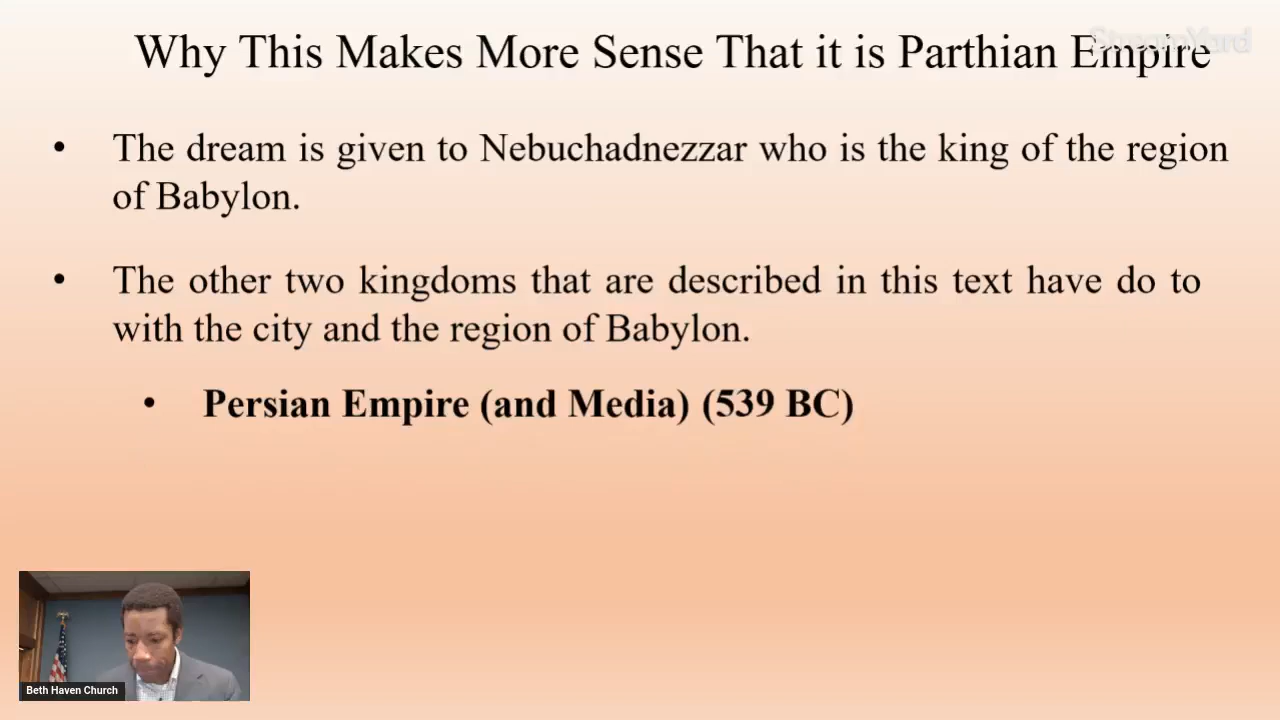 StreamYard
Why This Makes More Sense That it is Parthian Empire
• The dream is given to Nebuchadnezzar who is the king of the region
of Babylon.
• The other two kingdoms that are described in this text have do to
with the city and the region of Babylon.
• Persian Empire (and Media) (539 BC)
Beth Haven Church